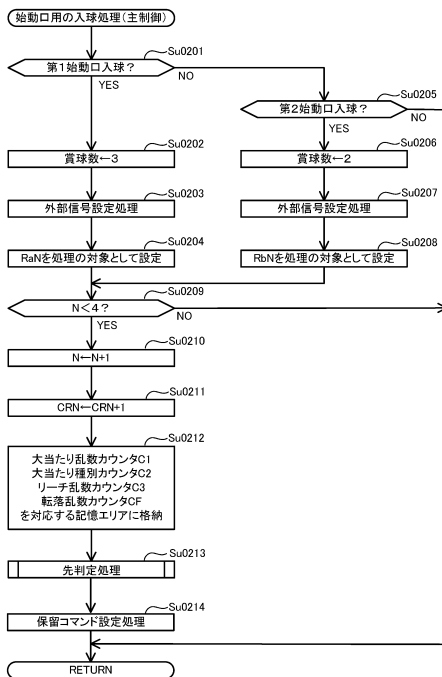 始動口用の入球処理(主制御)
Su0201
第1始動口入球?
NO
YES
Su0205
第2始動口入球?
NO
YES
Su0202
賞球数←3
Su0206
賞球数←2
Su0203
外部信号設定処理
Su0207
外部信号設定処理
Su0204
RaNを処理の対象として設定
Su0208
RbNを処理の対象として設定
Su0209
N<4?
NO
YES
Su0210
N←N+1
Su0211
CRN←CRN+1
Su0212
大当たり乱数カウンタC1
大当たり種別カウンタC2
リーチ乱数カウンタC3
転落乱数カウンタCF
を対応する記憶エリアに格納
Su0213
先判定処理
Su0214
保留コマンド設定処理
RETURN